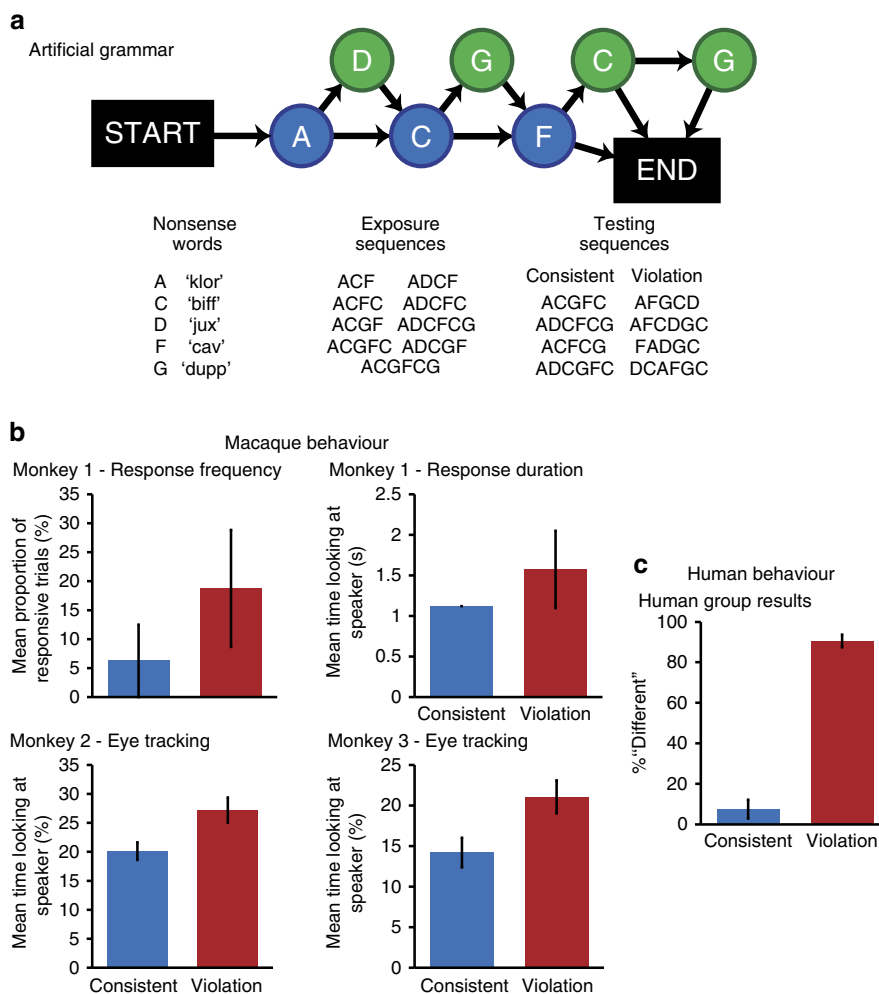 a
Artificial grammar
START
A
D
C
G
F
C
G
END
Nonsense words
Exposure sequences
Testing sequences
Consistent Violation
A 'klor' ACF ADCF
C 'biff' ACFC ADCFC ACGFC AFGCD
D 'jux' ACGF ADCFCG ADCFCG AFCDGC
F 'cav' ACGFC ADCGF ACFCG FADGC
G 'dupp' ACGFCG ADCGFC DCAFGC
b
Macaque behaviour
Monkey 1 - Response frequency
Mean proportion of
responsive trials (%)
35
30
25
20
15
10
5
0
Monkey 1 - Response duration
Mean time looking at
speaker (s)
2.5
2
1.5
1
0.5
0
Consistent Violation
Monkey 2 - Eye tracking
Mean time looking at
speaker (%)
35
30
25
20
15
10
5
0
Consistent Violation
Monkey 3 - Eye tracking
Mean time looking at
speaker (%)
25
20
15
10
5
0
Consistent Violation
c
Human behaviour
Human group results
%"Different"
100
80
60
40
20
0
Consistent Violation